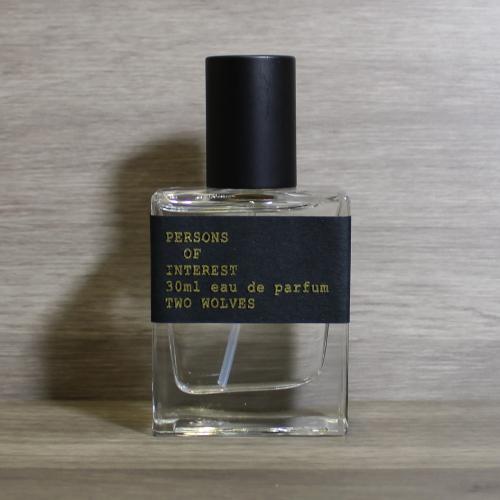 PERSONS
OF
INTEREST
30ml eau de parfum
TWO WOLVES